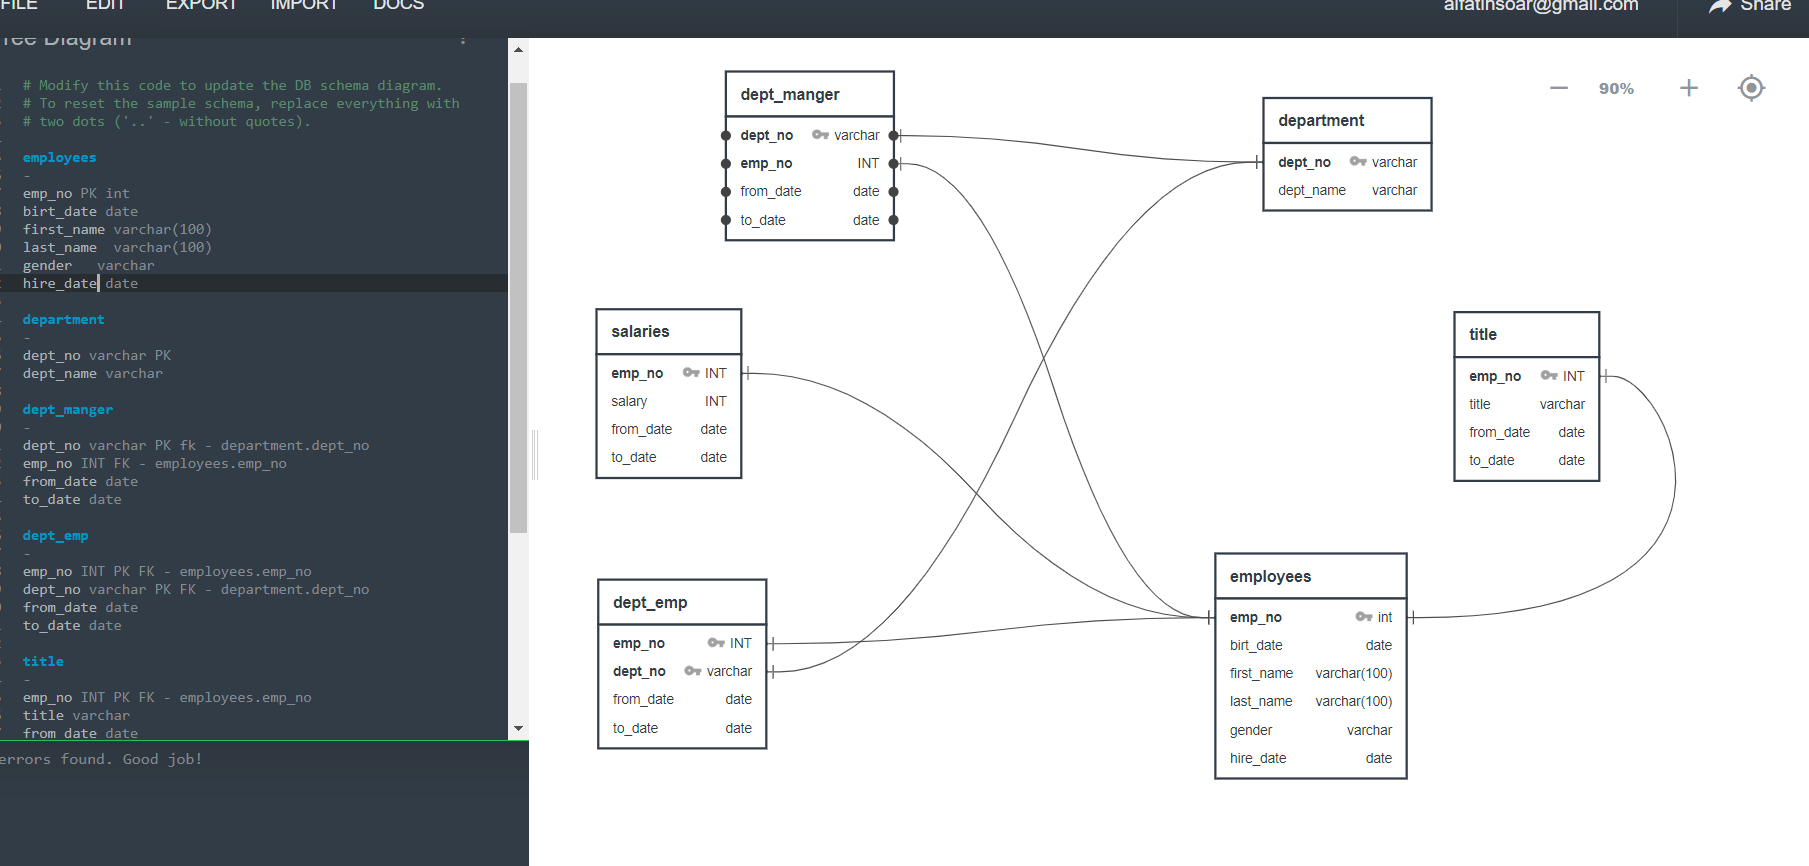 FILE EDIT EXPORT IMPORT DOCS
alfatinsoar@gmail.com Share
Diagram
# Modify this code to update the DB schema diagram.
# To reset the sample schema, replace everything with
# two dots ('..' - without quotes).
employees
-
emp_no PK int
birt_date date
first_name varchar(100)
last_name varchar(100)
gender varchar
hire_date date
department
-
dept_no varchar PK
dept_name varchar
dept_manger
-
dept_no varchar PK fk - department.dept_no
emp_no INT FK - employees.emp_no
from_date date
to_date date
dept_emp
-
emp_no INT PK FK - employees.emp_no
dept_no varchar PK FK - department.dept_no
from_date date
to_date date
title
-
emp_no INT PK FK - employees.emp_no
title varchar
from_date date
errors found. Good job!
90%
dept_manger
dept_no varchar
emp_no INT
from_date date
to_date date
department
dept_no varchar
dept_name varchar
salaries
emp_no INT
salary INT
from_date date
to_date date
title
emp_no INT
title varchar
from_date date
to_date date
dept_emp
emp_no INT
dept_no varchar
from_date date
to_date date
employees
emp_no int
birt_date date
first_name varchar(100)
last_name varchar(100)
gender varchar
hire_date date